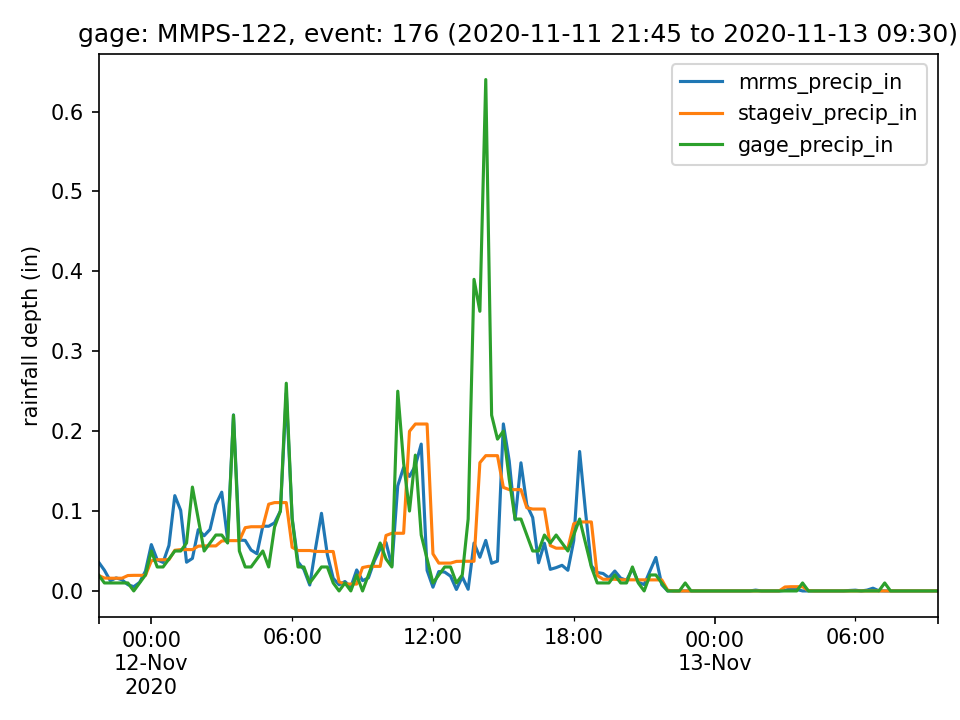 gage: MMPS-122, event: 176 (2020-11-11 21:45 to 2020-11-13 09:30)
mrms_precip_in
stageiv_precip_in
gage_precip_in
rainfall depth (in)
0.6
0.5
0.4
0.3
0.2
0.1
0.0
00:00 06:00 12:00 18:00 00:00 06:00
12-Nov 13-Nov
2020